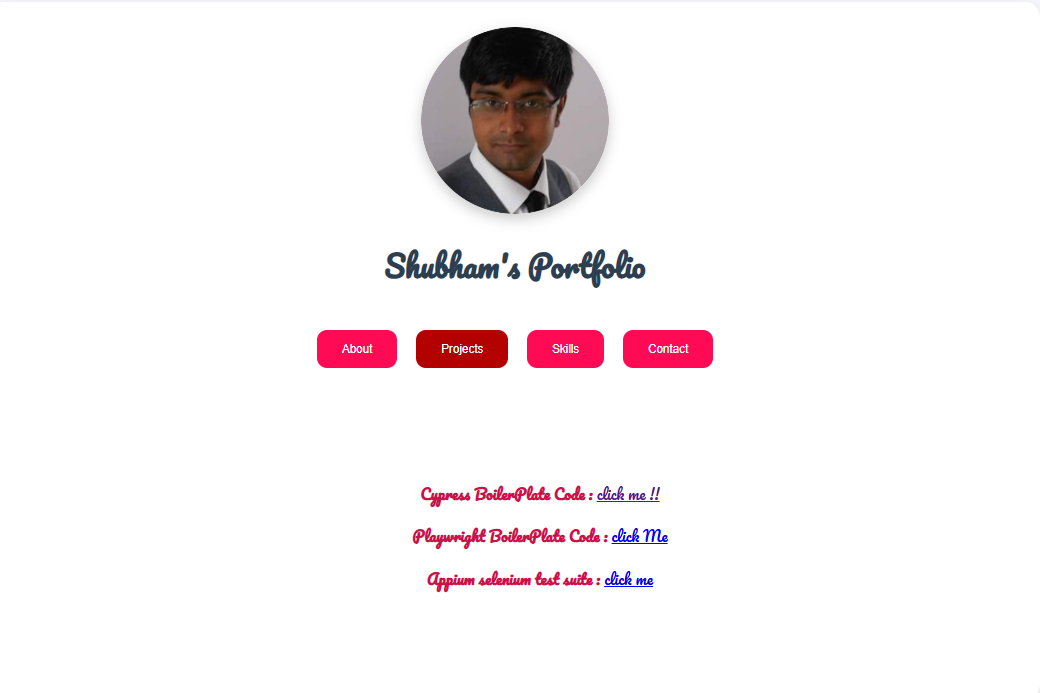 Shubham's Portfolio
About Projects Skills Contact
Cypress BoilerPlate Code : click me !!
Playwright BoilerPlate Code : click Me
Appium selenium test suite : click me